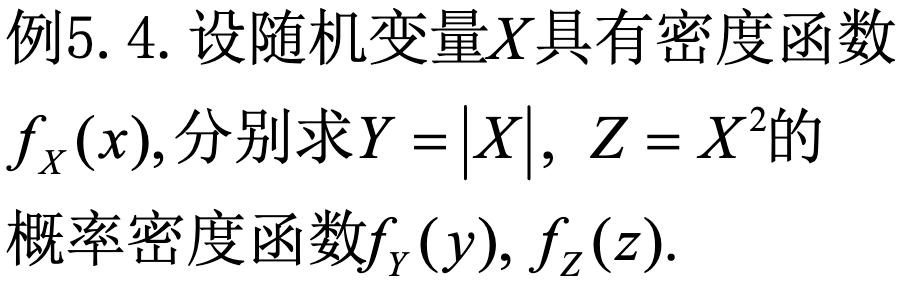 例5.4. 设随机变量X具有密度函数
f_X(x),分别求Y = |X|, Z = X²的
概率密度函数f_Y(y), f_Z(z).